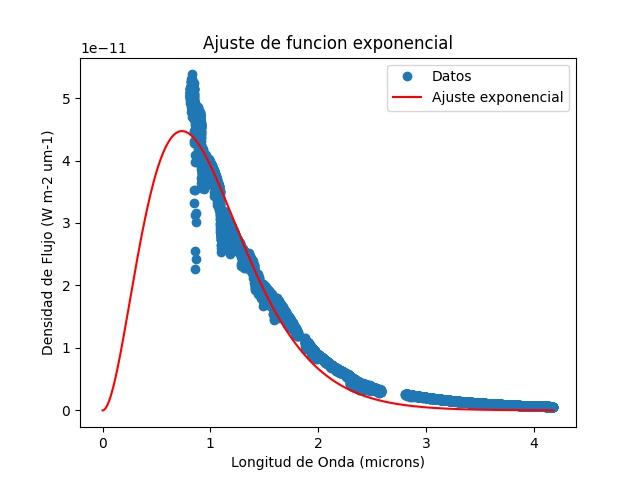 Ajuste de funcion exponencial
1e−11
Datos
Ajuste exponencial
Densidad de Flujo (W m-2 um-1)
5
4
3
2
1
0
0 1 2 3 4
Longitud de Onda (microns)